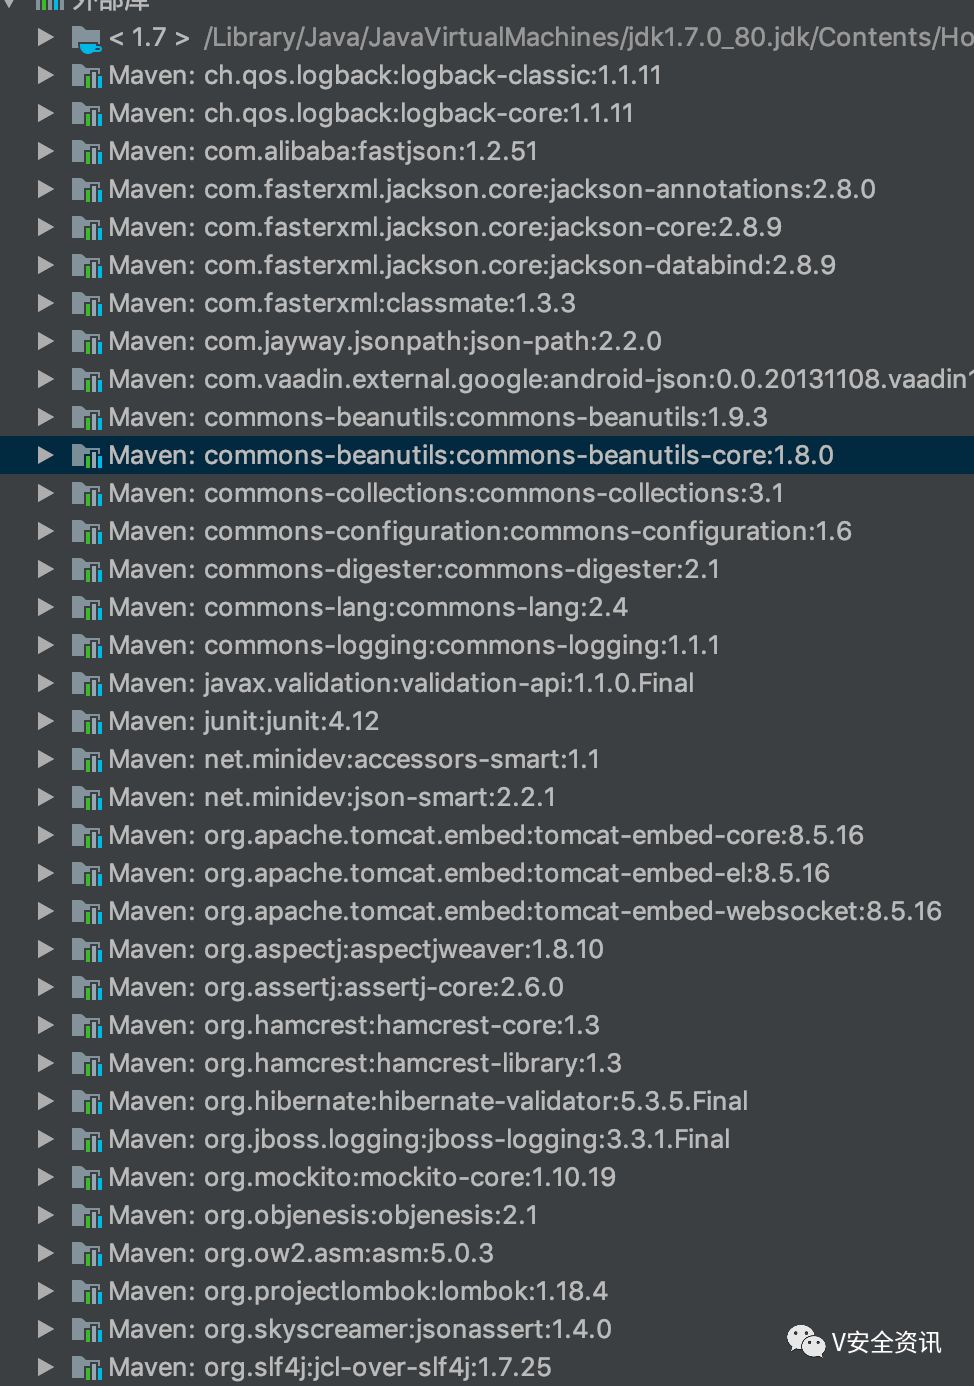 外部库
< 1.7 > /Library/Java/JavaVirtualMachines/jdk1.7.0_80.jdk/Contents/Ho
Maven: ch.qos.logback:logback-classic:1.1.11
Maven: ch.qos.logback:logback-core:1.1.11
Maven: com.alibaba:fastjson:1.2.51
Maven: com.fasterxml.jackson.core:jackson-annotations:2.8.0
Maven: com.fasterxml.jackson.core:jackson-core:2.8.9
Maven: com.fasterxml.jackson.core:jackson-databind:2.8.9
Maven: com.fasterxml:classmate:1.3.3
Maven: com.jayway.jsonpath:json-path:2.2.0
Maven: com.vaadin.external.google:android-json:0.0.20131108.vaadin1
Maven: commons-beanutils:commons-beanutils:1.9.3
Maven: commons-beanutils:commons-beanutils-core:1.8.0
Maven: commons-collections:commons-collections:3.1
Maven: commons-configuration:commons-configuration:1.6
Maven: commons-digester:commons-digester:2.1
Maven: commons-lang:commons-lang:2.4
Maven: commons-logging:commons-logging:1.1.1
Maven: javax.validation:validation-api:1.1.0.Final
Maven: junit:junit:4.12
Maven: net.minidev:accessors-smart:1.1
Maven: net.minidev:json-smart:2.2.1
Maven: org.apache.tomcat.embed:tomcat-embed-core:8.5.16
Maven: org.apache.tomcat.embed:tomcat-embed-el:8.5.16
Maven: org.apache.tomcat.embed:tomcat-embed-websocket:8.5.16
Maven: org.aspectj:aspectjweaver:1.8.10
Maven: org.assertj:assertj-core:2.6.0
Maven: org.hamcrest:hamcrest-core:1.3
Maven: org.hamcrest:hamcrest-library:1.3
Maven: org.hibernate:hibernate-validator:5.3.5.Final
Maven: org.jboss.logging:jboss-logging:3.3.1.Final
Maven: org.mockito:mockito-core:1.10.19
Maven: org.objenesis:objenesis:2.1
Maven: org.ow2.asm:asm:5.0.3
Maven: org.projectlombok:lombok:1.18.4
Maven: org.skyscreamer:jsonassert:1.4.0
V安全资讯
Maven: org.slf4j:jcl-over-slf4j:1.7.25